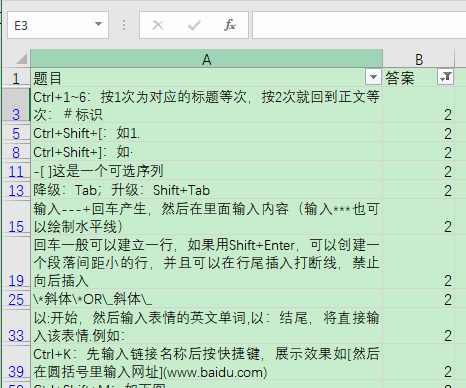 E3
fx
A B
1 题目 答案
Ctrl+1~6：按1次为对应的标题等次，按2次就回到正文等
3 次：# 标识 2
5 Ctrl+Shift+[：如1. 2
8 Ctrl+Shift+]：如· 2
11 -[ ]这是一个可选序列 2
13 降级：Tab；升级：Shift+Tab 2
输入---+回车产生，然后在里面输入内容（输入***也可
15 以绘制水平线） 2
回车一般可以建立一行，如果用Shift+Enter，可以创建一
个段落间距小的行，并且可以在行尾插入打断线，禁止
19 向后插入 2
25 \*斜体\*OR\_斜体\_ 2
以:开始，然后输入表情的英文单词,以：结尾，将直接输
33 入该表情.例如: 2
Ctrl+K：先输入链接名称后按快捷键，展示效果如[然后
39 在圆括号里输入网址](www.baidu.com) 2